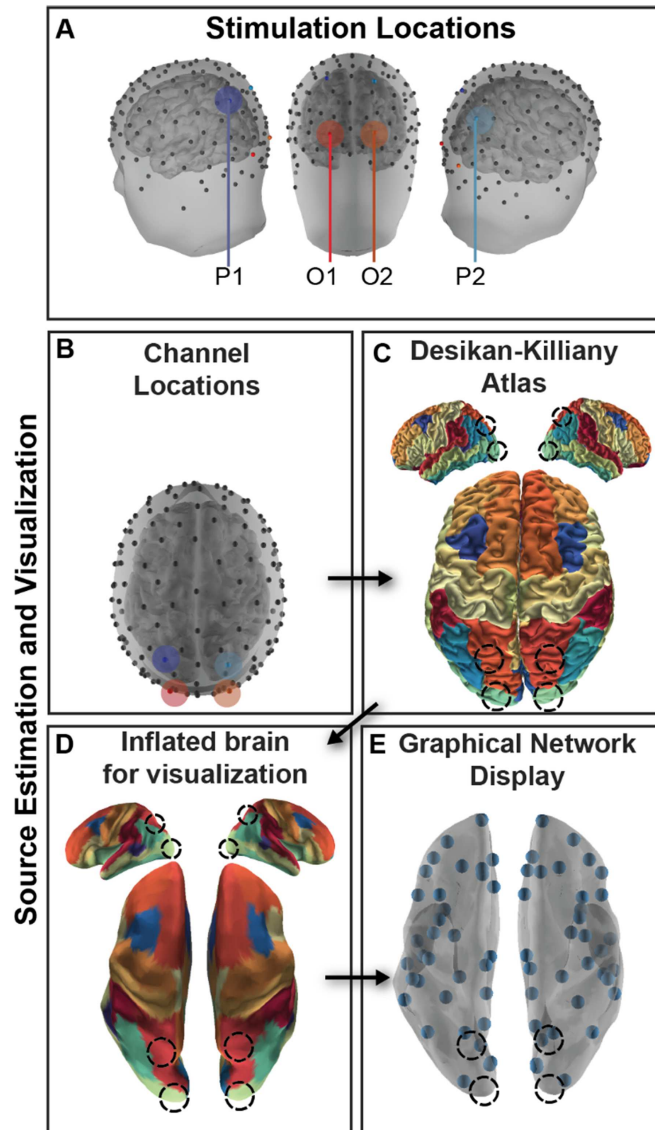 A
Stimulation Locations
P1
O1
O2
P2
Source Estimation and Visualization
B
Channel
Locations
C
Desikan-Killiany
Atlas
D
Inflated brain
for visualization
E
Graphical Network
Display